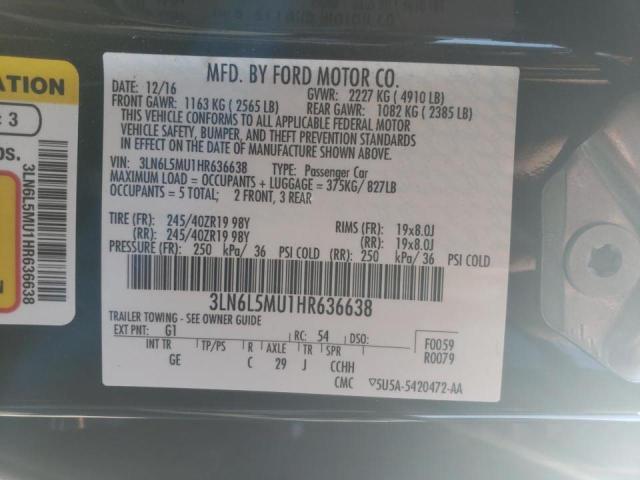 MFD. BY FORD MOTOR CO.
DATE: 12/16 GVWR: 2227 KG ( 4910 LB)
FRONT GAWR: 1163 KG ( 2565 LB) REAR GAWR: 1082 KG ( 2385 LB)
THIS VEHICLE CONFORMS TO ALL APPLICABLE FEDERAL MOTOR
VEHICLE SAFETY, BUMPER, AND THEFT PREVENTION STANDARDS
IN EFFECT ON THE DATE OF MANUFACTURE SHOWN ABOVE.
VIN: 3LN6L5MU1HR636638 TYPE: Passenger Car
MAXIMUM LOAD = OCCUPANTS + LUGGAGE = 375KG/ 827LB
OCCUPANTS = 5 TOTAL; 2 FRONT, 3 REAR
TIRE (FR): 245/40ZR19 98Y RIMS (FR): 19x8.0J
(RR): 245/40ZR19 98Y (RR): 19x8.0J
PRESSURE (FR): 250 kPa/ 36 PSI COLD (RR): 250 kPa/ 36 PSI COLD
3LN6L5MU1HR636638
TRAILER TOWING - SEE OWNER GUIDE
EXT PNT: G1 RC: 54 DSO: F0059
R0079
INT TR TP/PS R AXLE TR SPR
GE C 29 J CCHH
CMC 5U5A-5420472-AA
: 3
3LN6L5MU1HR636638